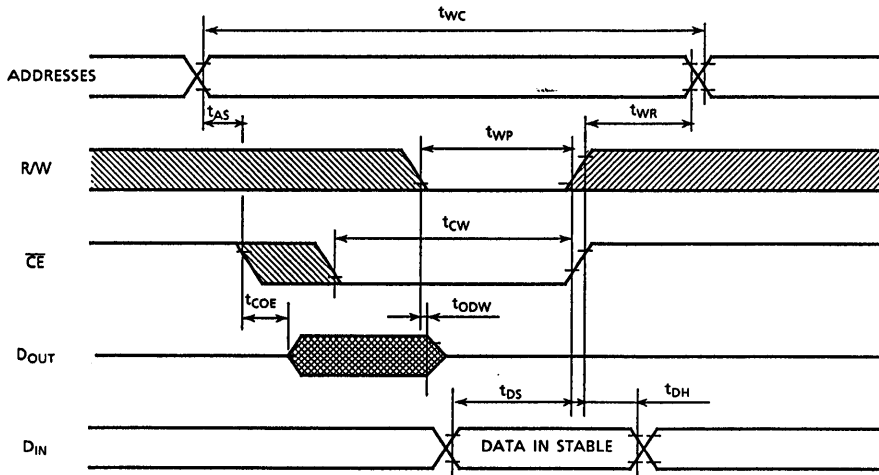 tWC
ADDRESSES
tAS
tWR
R/W
tWP
tCW
CE
tCOE
tODW
DOUT
tDS
tDH
DIN
DATA IN STABLE